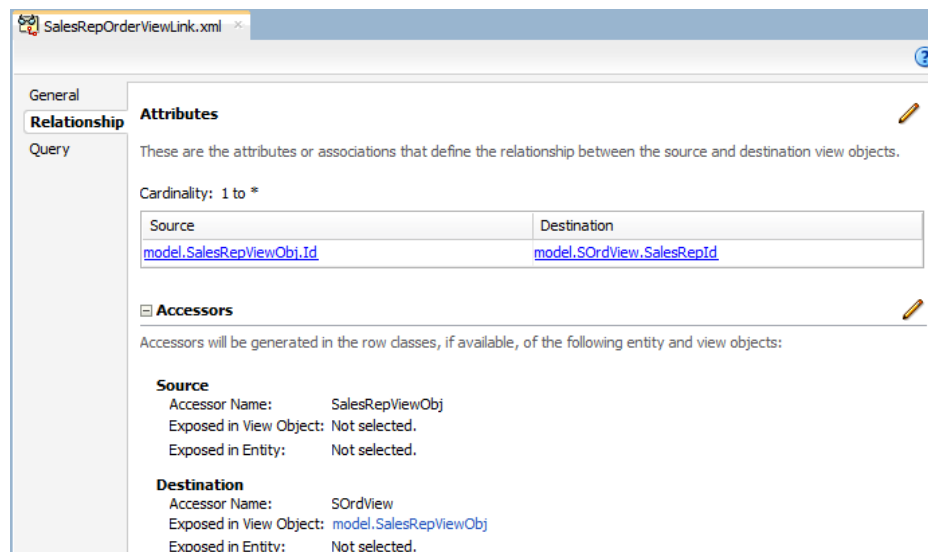 SalesRepOrderViewLink.xml
General
Relationship
Query
Attributes
These are the attributes or associations that define the relationship between the source and destination view objects.
Cardinality: 1 to *
Source Destination
model.SalesRepViewObj.Id model.SOrdView.SalesRepId
Accessors
Accessors will be generated in the row classes, if available, of the following entity and view objects:
Source
Accessor Name: SalesRepViewObj
Exposed in View Object: Not selected.
Exposed in Entity: Not selected.
Destination
Accessor Name: SOrdView
Exposed in View Object: model.SalesRepViewObj
Exposed in Entity: Not selected.